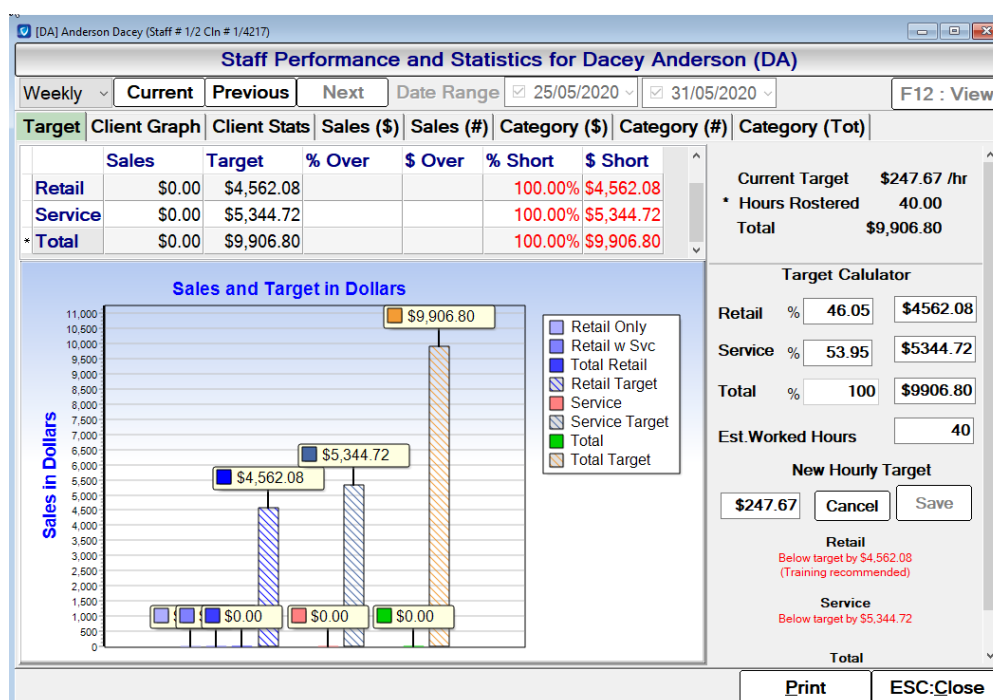 [DA] Anderson Dacey (Staff # 1/2 Cln # 1/4217)
Staff Performance and Statistics for Dacey Anderson (DA)
Weekly Current Previous Next Date Range 25/05/2020 31/05/2020 F12 : View
Target Client Graph Client Stats Sales ($) Sales (#) Category ($) Category (#) Category (Tot)
Sales Target % Over $ Over % Short $ Short
Retail $0.00 $4,562.08 100.00% $4,562.08
Service $0.00 $5,344.72 100.00% $5,344.72
* Total $0.00 $9,906.80 100.00% $9,906.80
Current Target $247.67 /hr
* Hours Rostered 40.00
Total $9,906.80
Sales and Target in Dollars
Sales in Dollars
11,000
10,500
10,000
9,500
9,000
8,500
8,000
7,500
7,000
6,500
6,000
5,500
5,000
4,500
4,000
3,500
3,000
2,500
2,000
1,500
1,000
500
0
$9,906.80
$5,344.72
$4,562.08
$0.00
$0.00
$0.00
Retail Only
Retail w Svc
Total Retail
Retail Target
Service
Service Target
Total
Total Target
Target Calulator
Retail % 46.05 $4562.08
Service % 53.95 $5344.72
Total % 100 $9906.80
Est.Worked Hours 40
New Hourly Target
$247.67 Cancel Save
Retail
Below target by $4,562.08
(Training recommended)
Service
Below target by $5,344.72
Total
Print ESC:Close